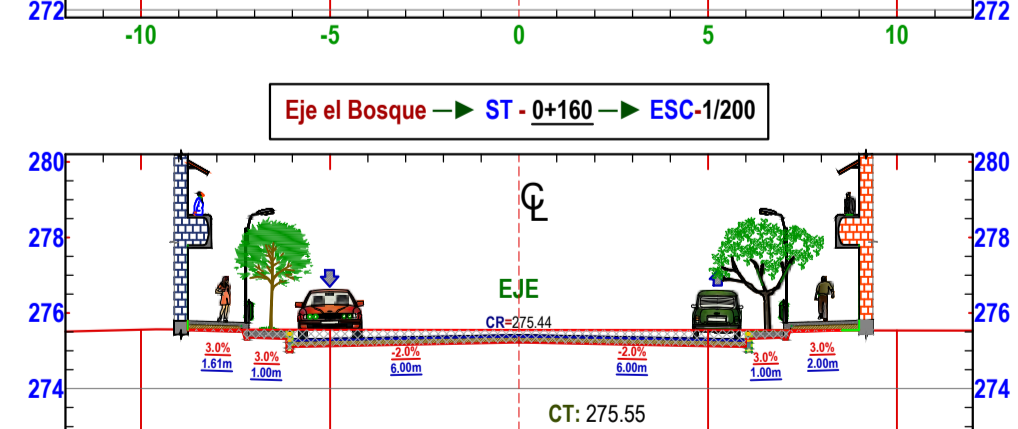 272 272
-10 -5 0 5 10
Eje el Bosque ST - 0+160 ESC-1/200
280 280
CL
278 278
EJE
276 276
CR=275.44
3.0% 3.0% -2.0% -2.0% 3.0% 3.0%
1.61m 1.00m 6.00m 6.00m 1.00m 2.00m
274 274
CT: 275.55